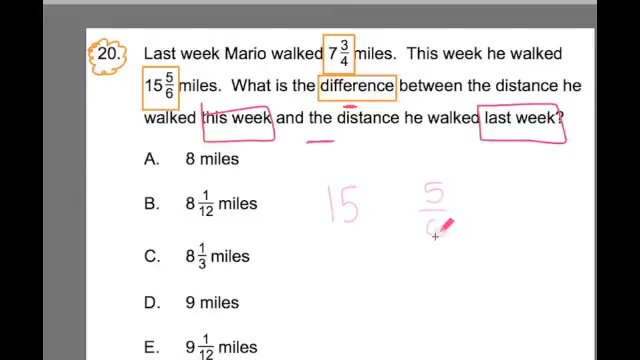 20. Last week Mario walked 7 3/4 miles. This week he walked
15 5/6 miles. What is the difference between the distance he
walked this week and the distance he walked last week?
A. 8 miles
B. 8 1/12 miles
15 5/6
C. 8 1/3 miles
D. 9 miles
E. 9 1/12 miles